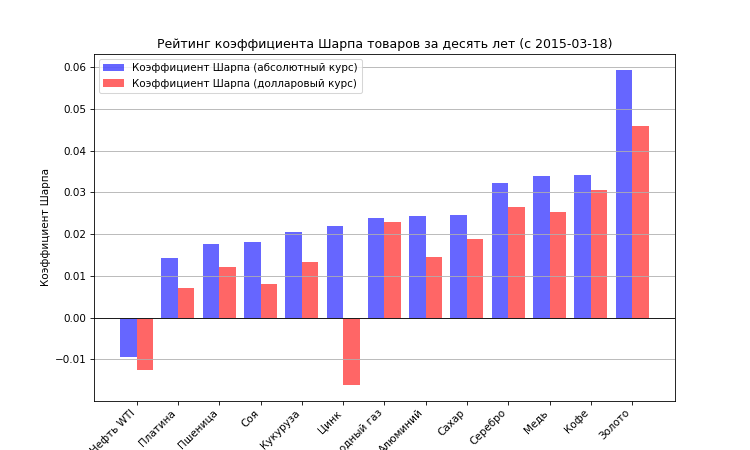 Рейтинг коэффициента Шарпа товаров за десять лет (с 2015-03-18)
Коэффициент Шарпа (абсолютный курс)
Коэффициент Шарпа (долларовый курс)
Коэффициент Шарпа
0.06
0.05
0.04
0.03
0.02
0.01
0.00
−0.01
Нефть WTI
Платина
Пшеница
Соя
Кукуруза
Цинк
газ
Алюминий
Сахар
Серебро
Медь
Кофе
Золото